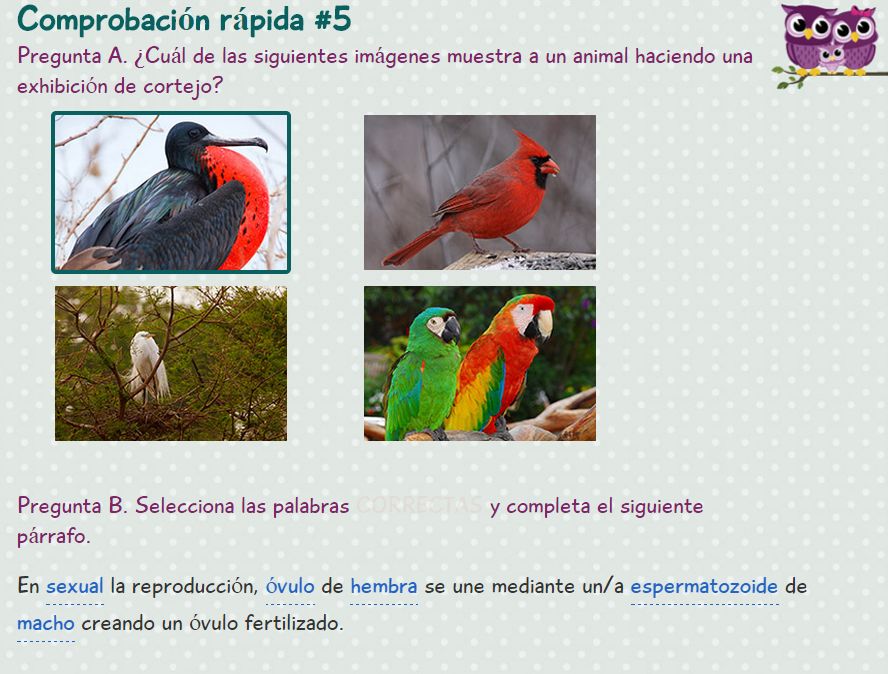 Comprobación rápida #5
Pregunta A. ¿Cuál de las siguientes imágenes muestra a un animal haciendo una
exhibición de cortejo?
Pregunta B. Selecciona las palabras CORRECTAS y completa el siguiente
párrafo.
En sexual la reproducción, óvulo de hembra se une mediante un/a espermatozoide de
macho creando un óvulo fertilizado.